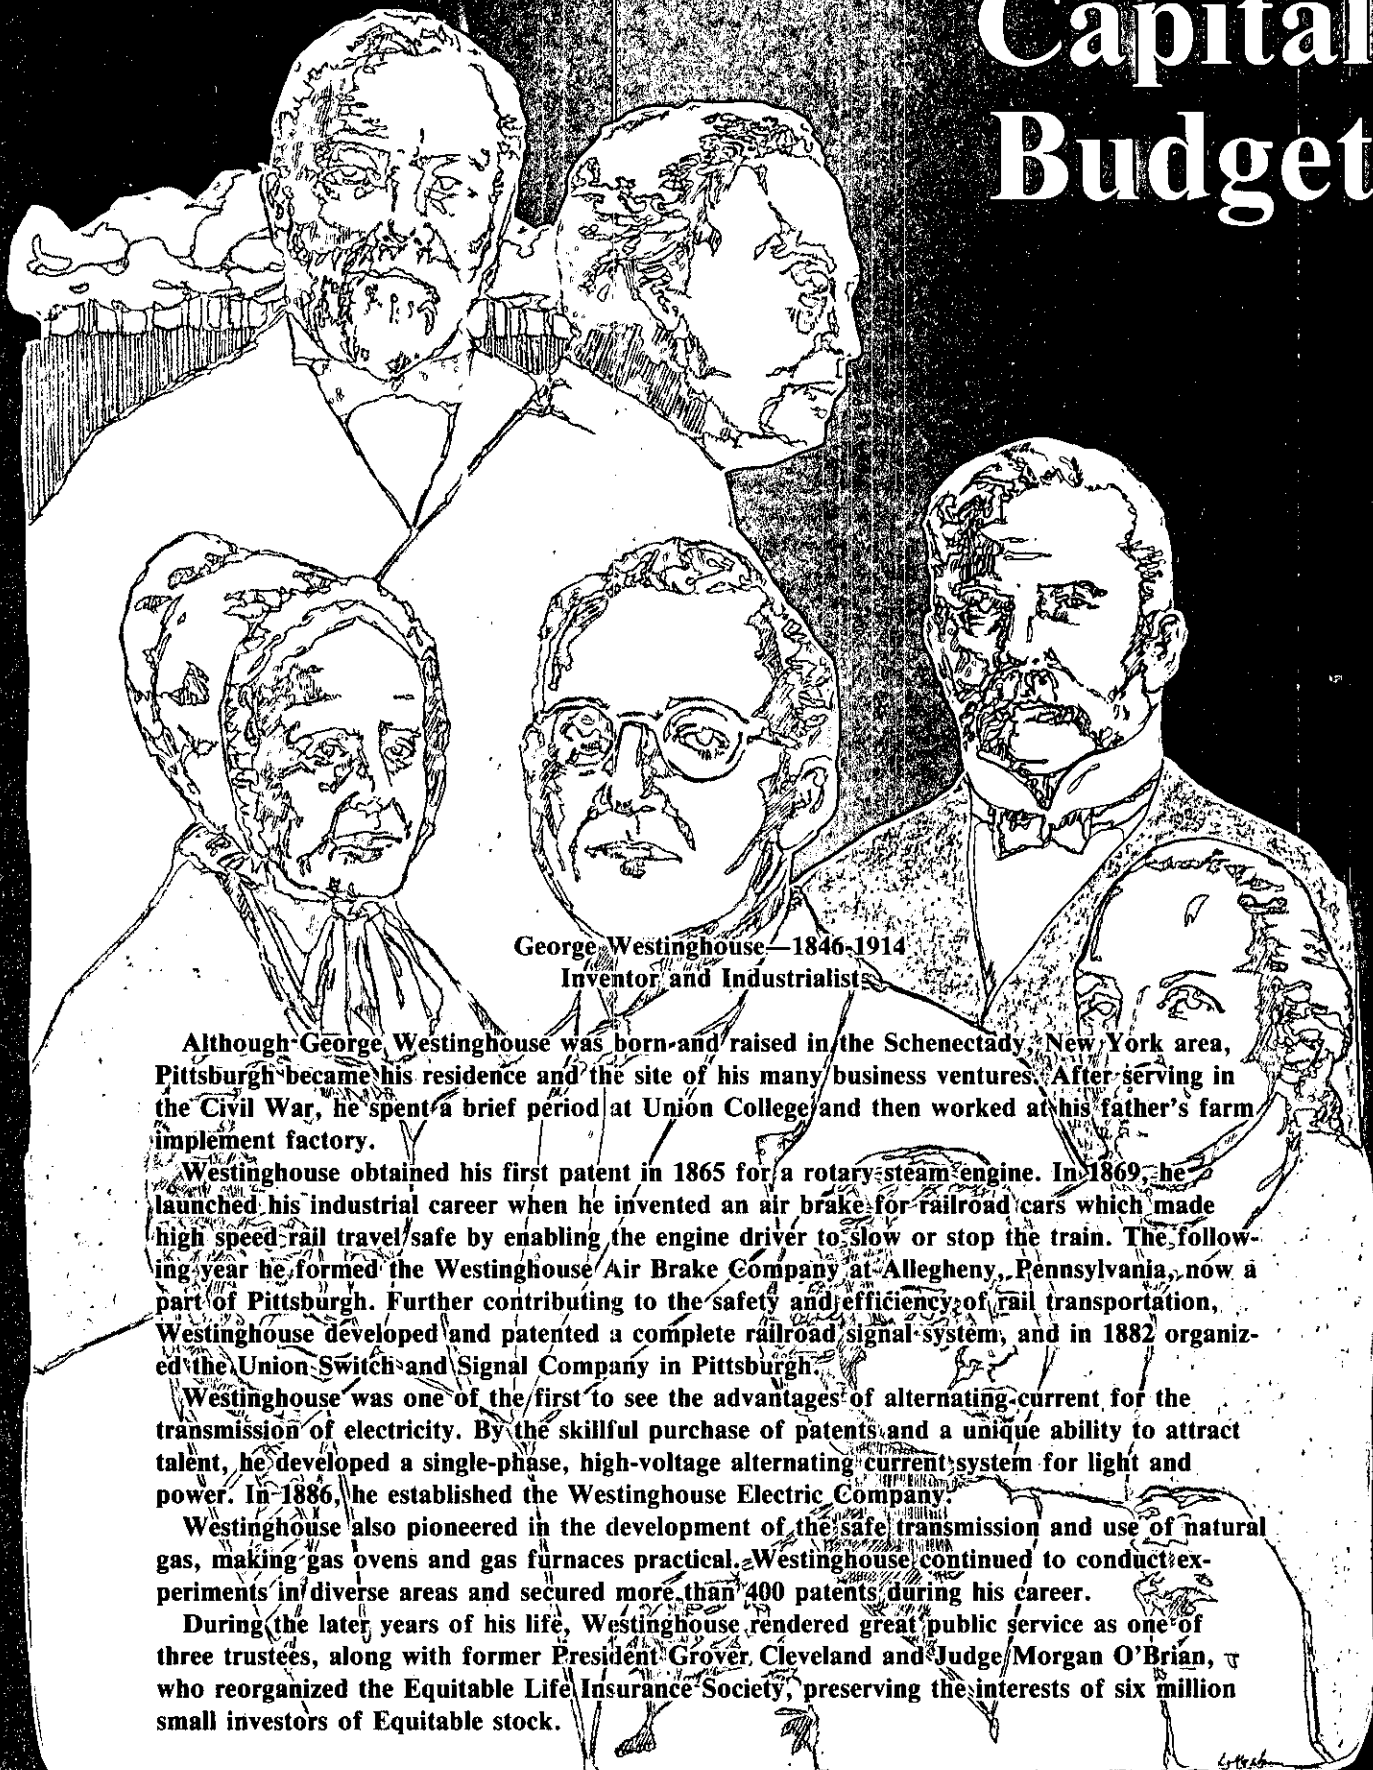 Capital
Budget
George Westinghouse—1846-1914
Inventor and Industrialist
Although George Westinghouse was born and raised in the Schenectady, New York area,
Pittsburgh became his residence and the site of his many business ventures. After serving in
the Civil War, he spent a brief period at Union College and then worked at his father's farm
implement factory.
Westinghouse obtained his first patent in 1865 for a rotary steam engine. In 1869, he
launched his industrial career when he invented an air brake for railroad cars which made
high speed rail travel safe by enabling the engine driver to slow or stop the train. The follow-
ing year he formed the Westinghouse Air Brake Company at Allegheny, Pennsylvania, now a
part of Pittsburgh. Further contributing to the safety and efficiency of rail transportation,
Westinghouse developed and patented a complete railroad signal system, and in 1882 organiz-
ed the Union Switch and Signal Company in Pittsburgh.
Westinghouse was one of the first to see the advantages of alternating current for the
transmission of electricity. By the skillful purchase of patents and a unique ability to attract
talent, he developed a single-phase, high-voltage alternating current system for light and
power. In 1886, he established the Westinghouse Electric Company.
Westinghouse also pioneered in the development of the safe transmission and use of natural
gas, making gas ovens and gas furnaces practical. Westinghouse continued to conduct ex-
periments in diverse areas and secured more than 400 patents during his career.
During the later years of his life, Westinghouse rendered great public service as one of
three trustees, along with former President Grover Cleveland and Judge Morgan O'Brian,
who reorganized the Equitable Life Insurance Society, preserving the interests of six million
small investors of Equitable stock.